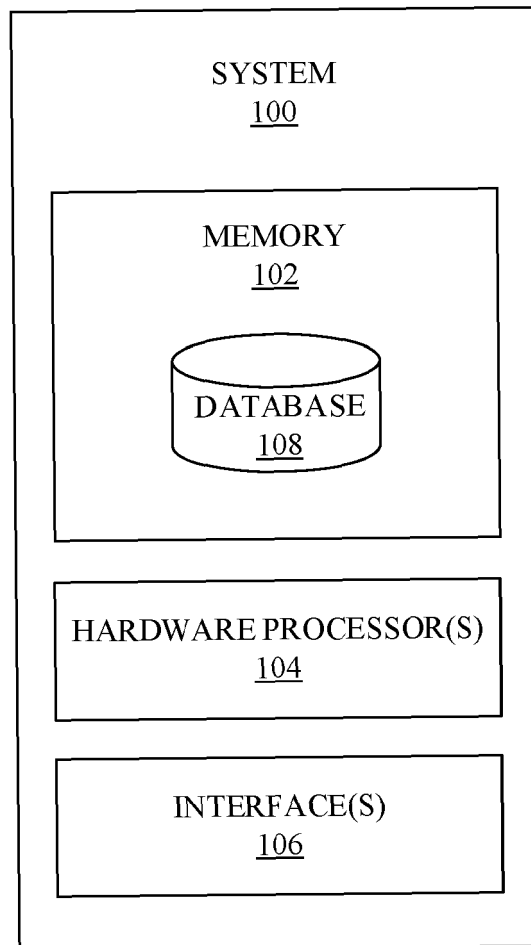 SYSTEM
100
MEMORY
102
DATABASE
108
HARDWARE PROCESSOR(S)
104
INTERFACE(S)
106